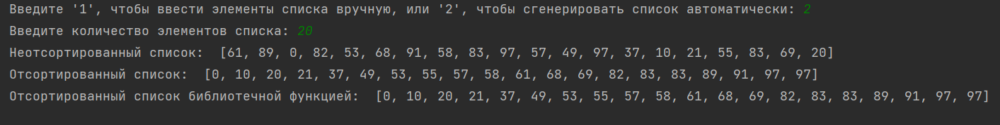 Введите '1', чтобы ввести элементы списка вручную, или '2', чтобы сгенерировать список автоматически: 2
Введите количество элементов списка: 20
Неотсортированный список:  [61, 89, 0, 82, 53, 68, 91, 58, 83, 97, 57, 49, 97, 37, 10, 21, 55, 83, 69, 20]
Отсортированный список:  [0, 10, 20, 21, 37, 49, 53, 55, 57, 58, 61, 68, 69, 82, 83, 83, 89, 91, 97, 97]
Отсортированный список библиотечной функцией:  [0, 10, 20, 21, 37, 49, 53, 55, 57, 58, 61, 68, 69, 82, 83, 83, 89, 91, 97, 97]